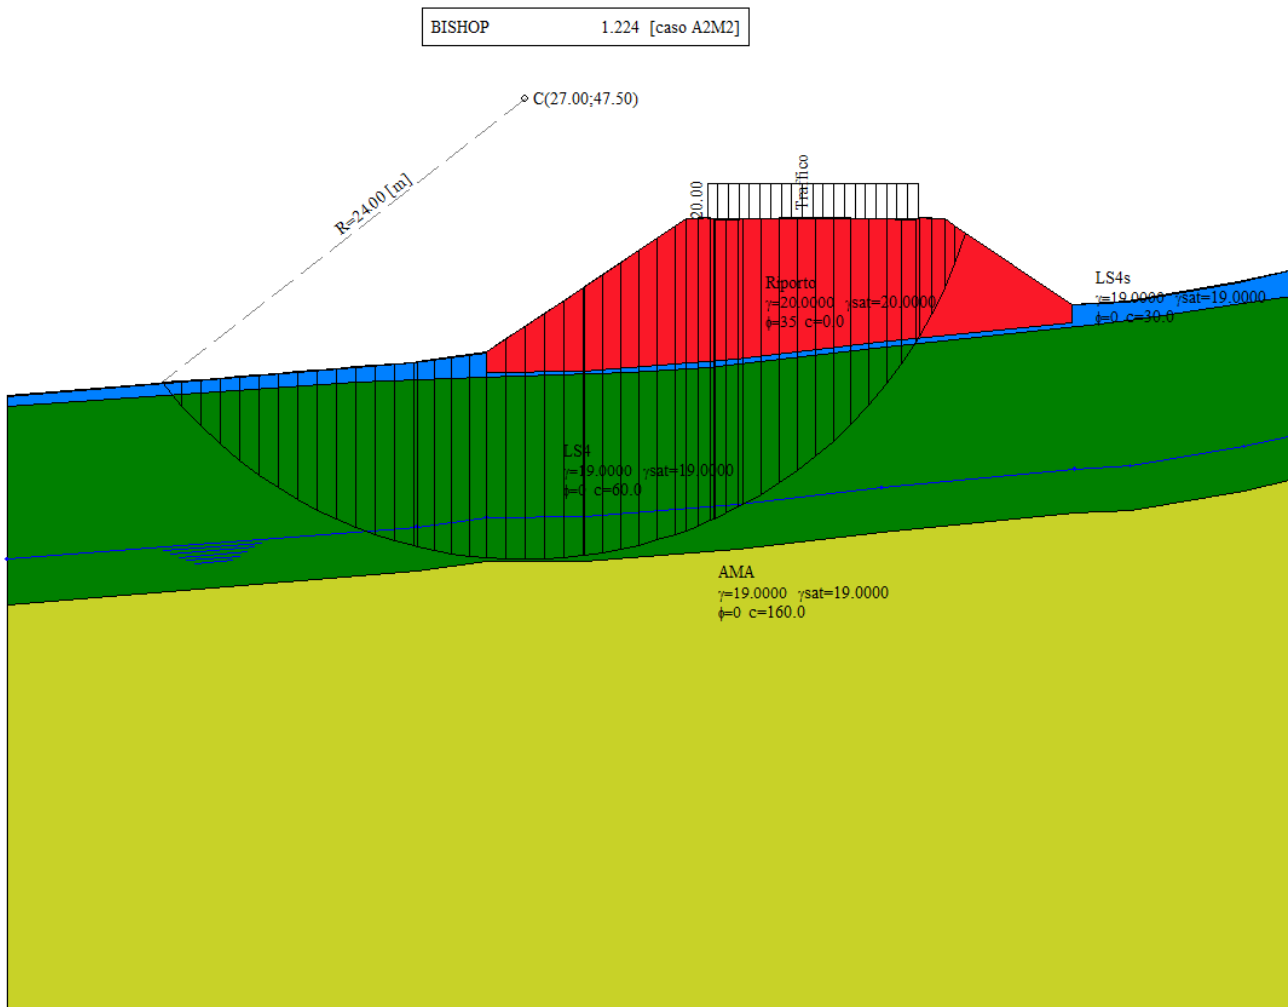 BISHOP 1.224 [caso A2M2]
C(27.00;47.50)
R=24.00 [m]
20.00
Traffico
Riporto
γ=20.0000 γsat=20.0000
ϕ=35 c=0.0
LS4s
γ=19.0000 γsat=19.0000
ϕ=0 c=30.0
LS4
γ=19.0000 γsat=19.0000
ϕ=0 c=60.0
AMA
γ=19.0000 γsat=19.0000
ϕ=0 c=160.0